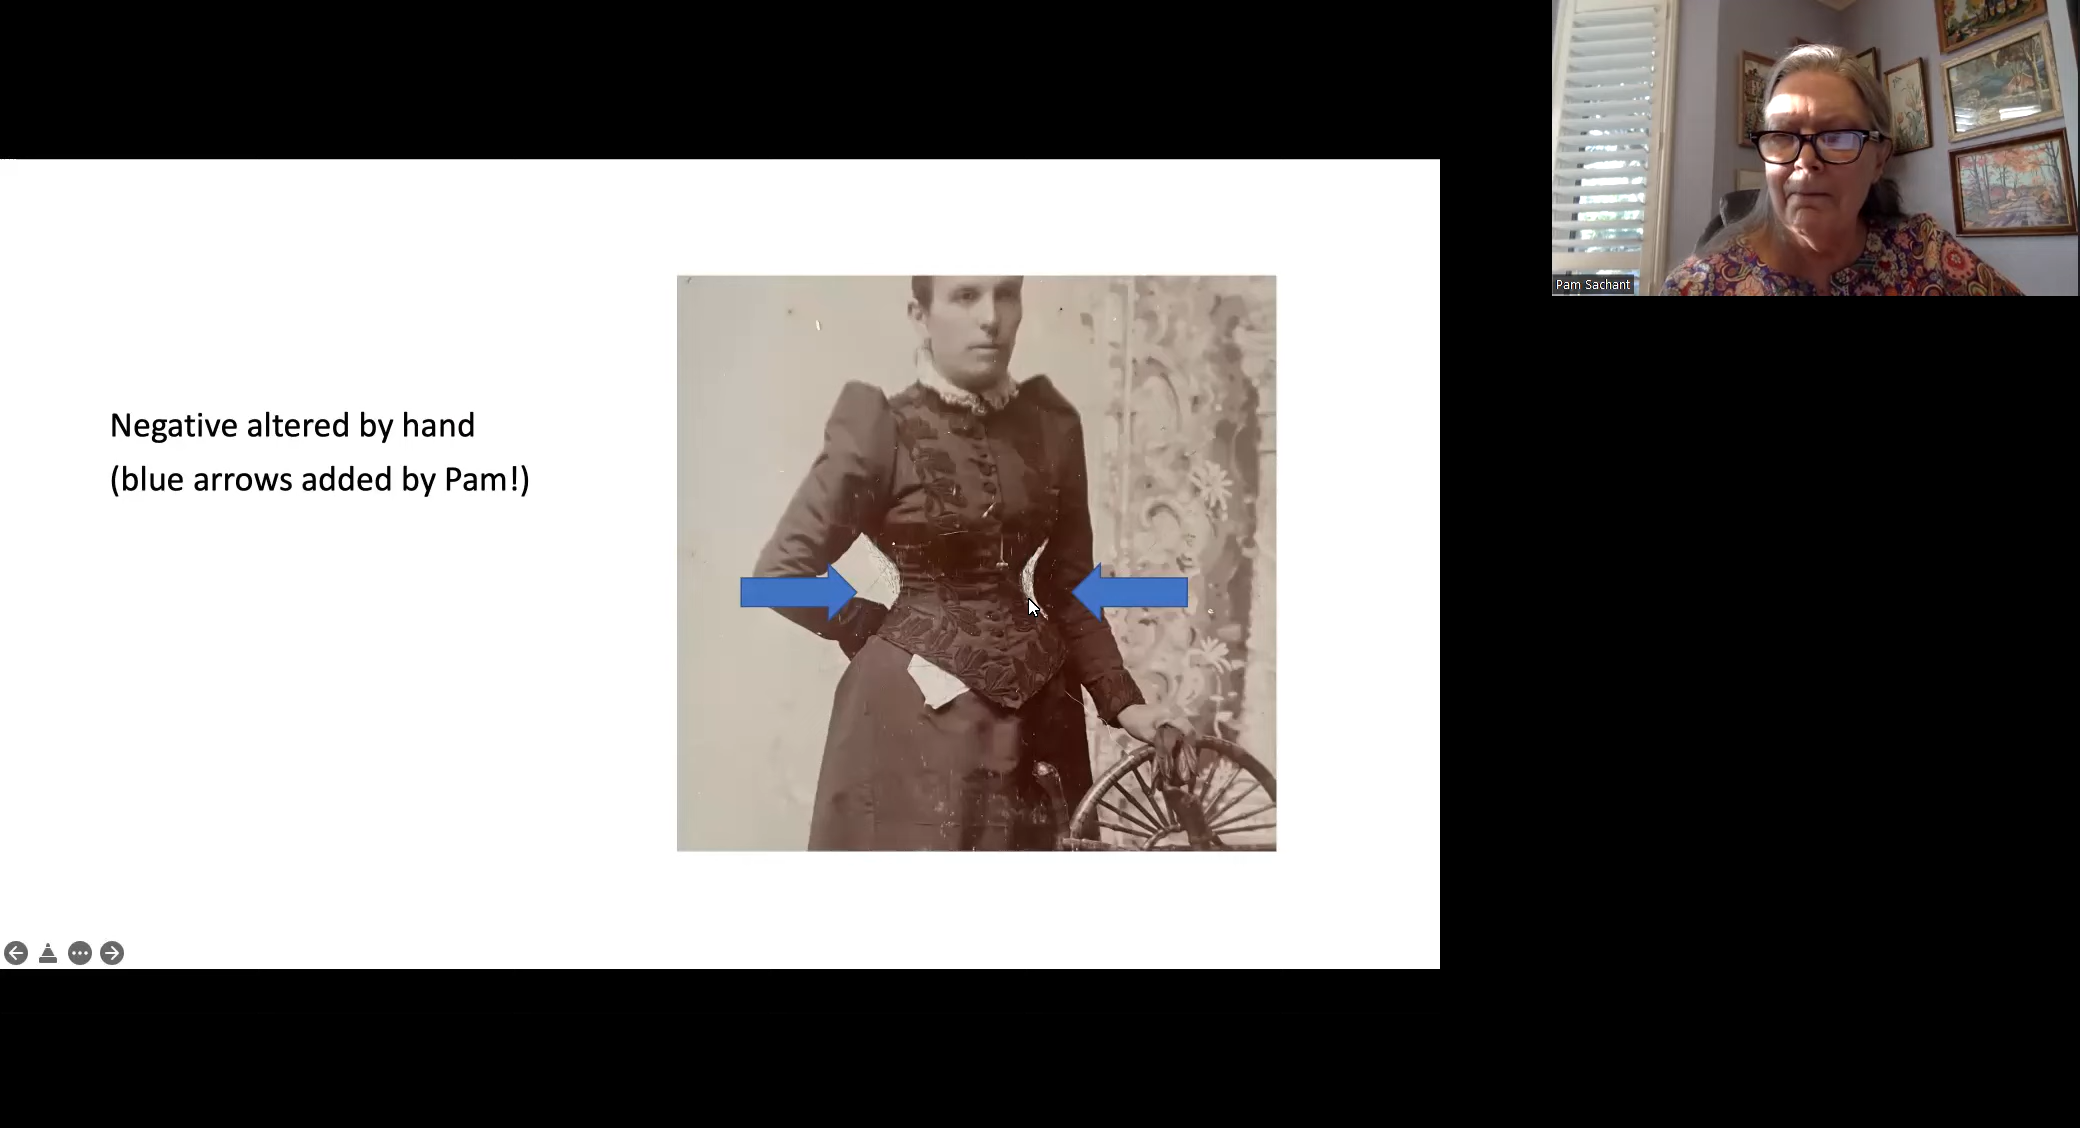 Negative altered by hand
(blue arrows added by Pam!)
Pam Sachant